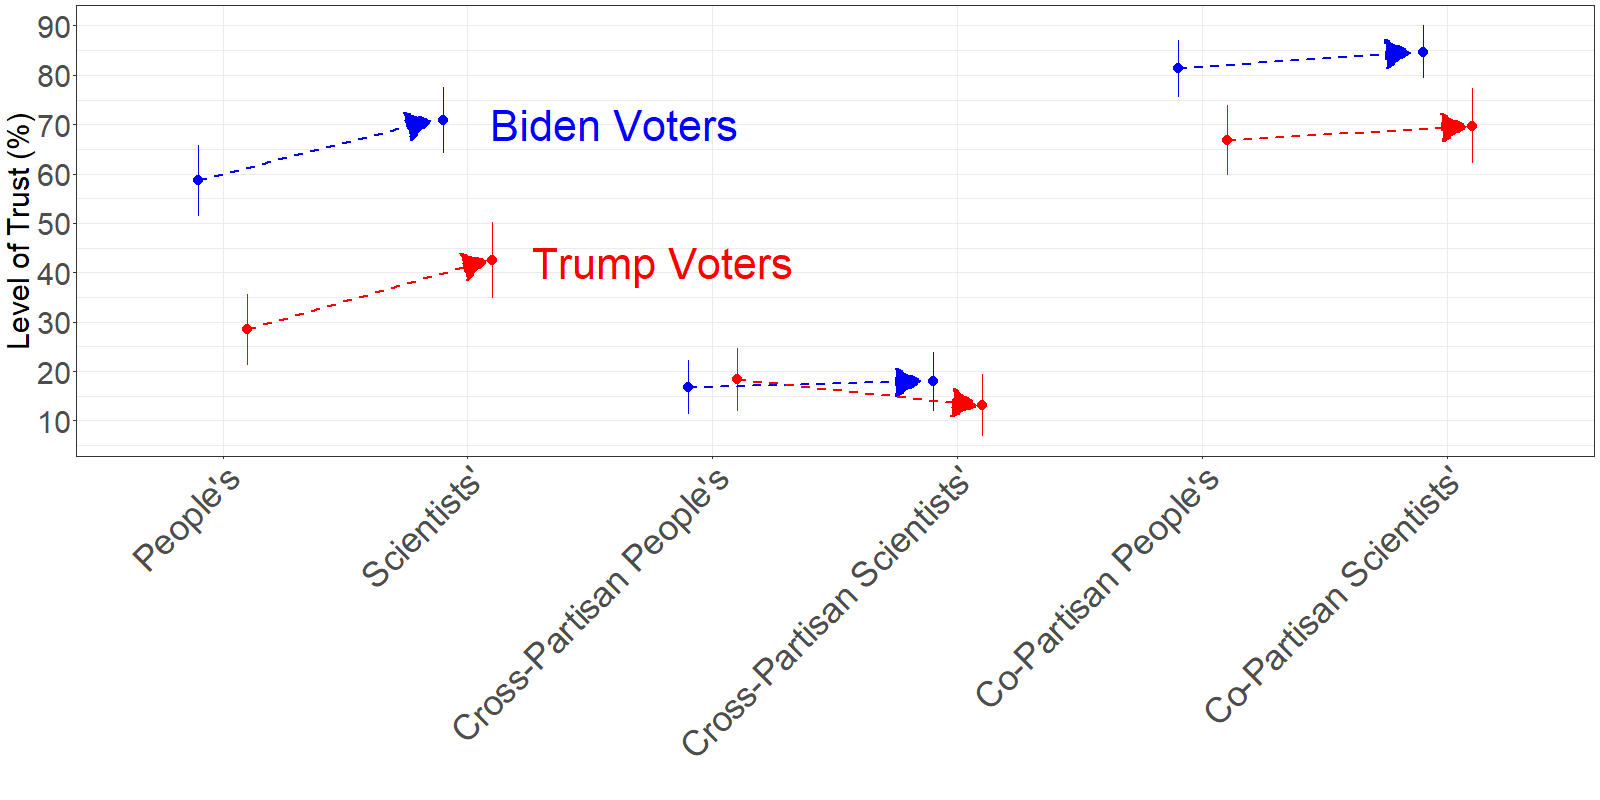 Level of Trust (%)
90
80
70
60
50
40
30
20
10
Biden Voters
Trump Voters
People's
Scientists'
Cross-Partisan People's
Cross-Partisan Scientists'
Co-Partisan People's
Co-Partisan Scientists'